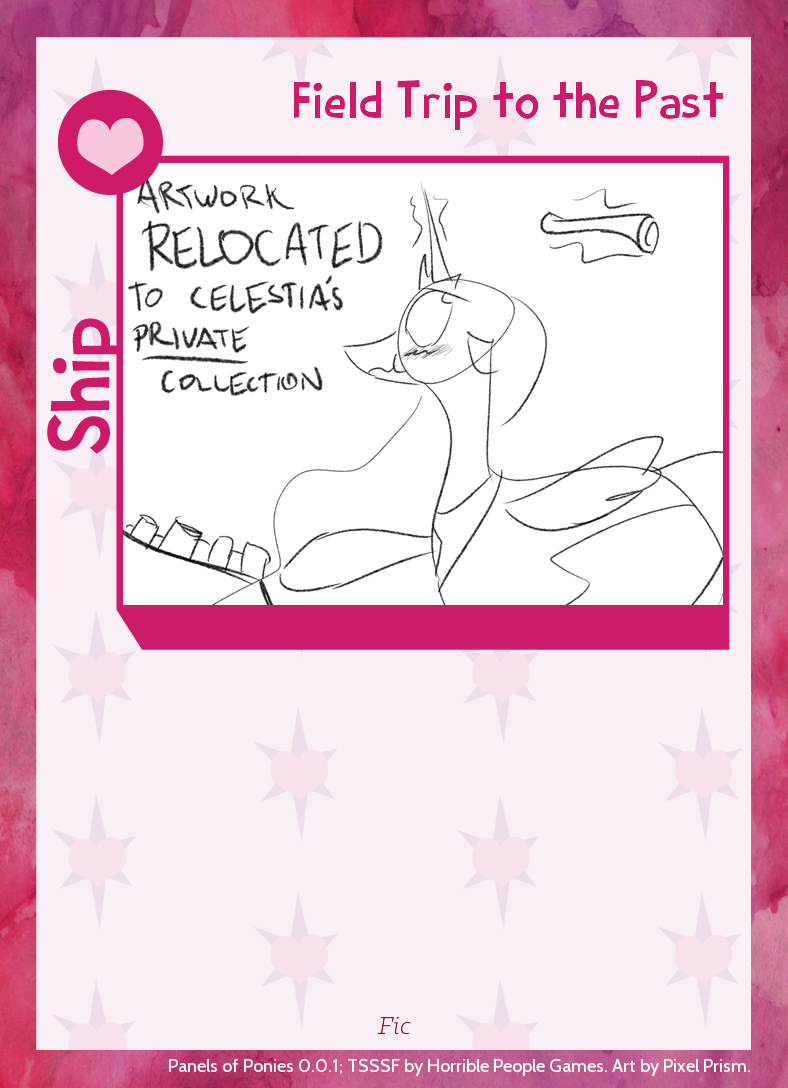 Field Trip to the Past
ARTWORK
RELOCATED
TO CELESTIA'S
PRIVATE
COLLECTION
Ship
Fic
Panels of Ponies 0.0.1; TSSSF by Horrible People Games. Art by Pixel Prism.